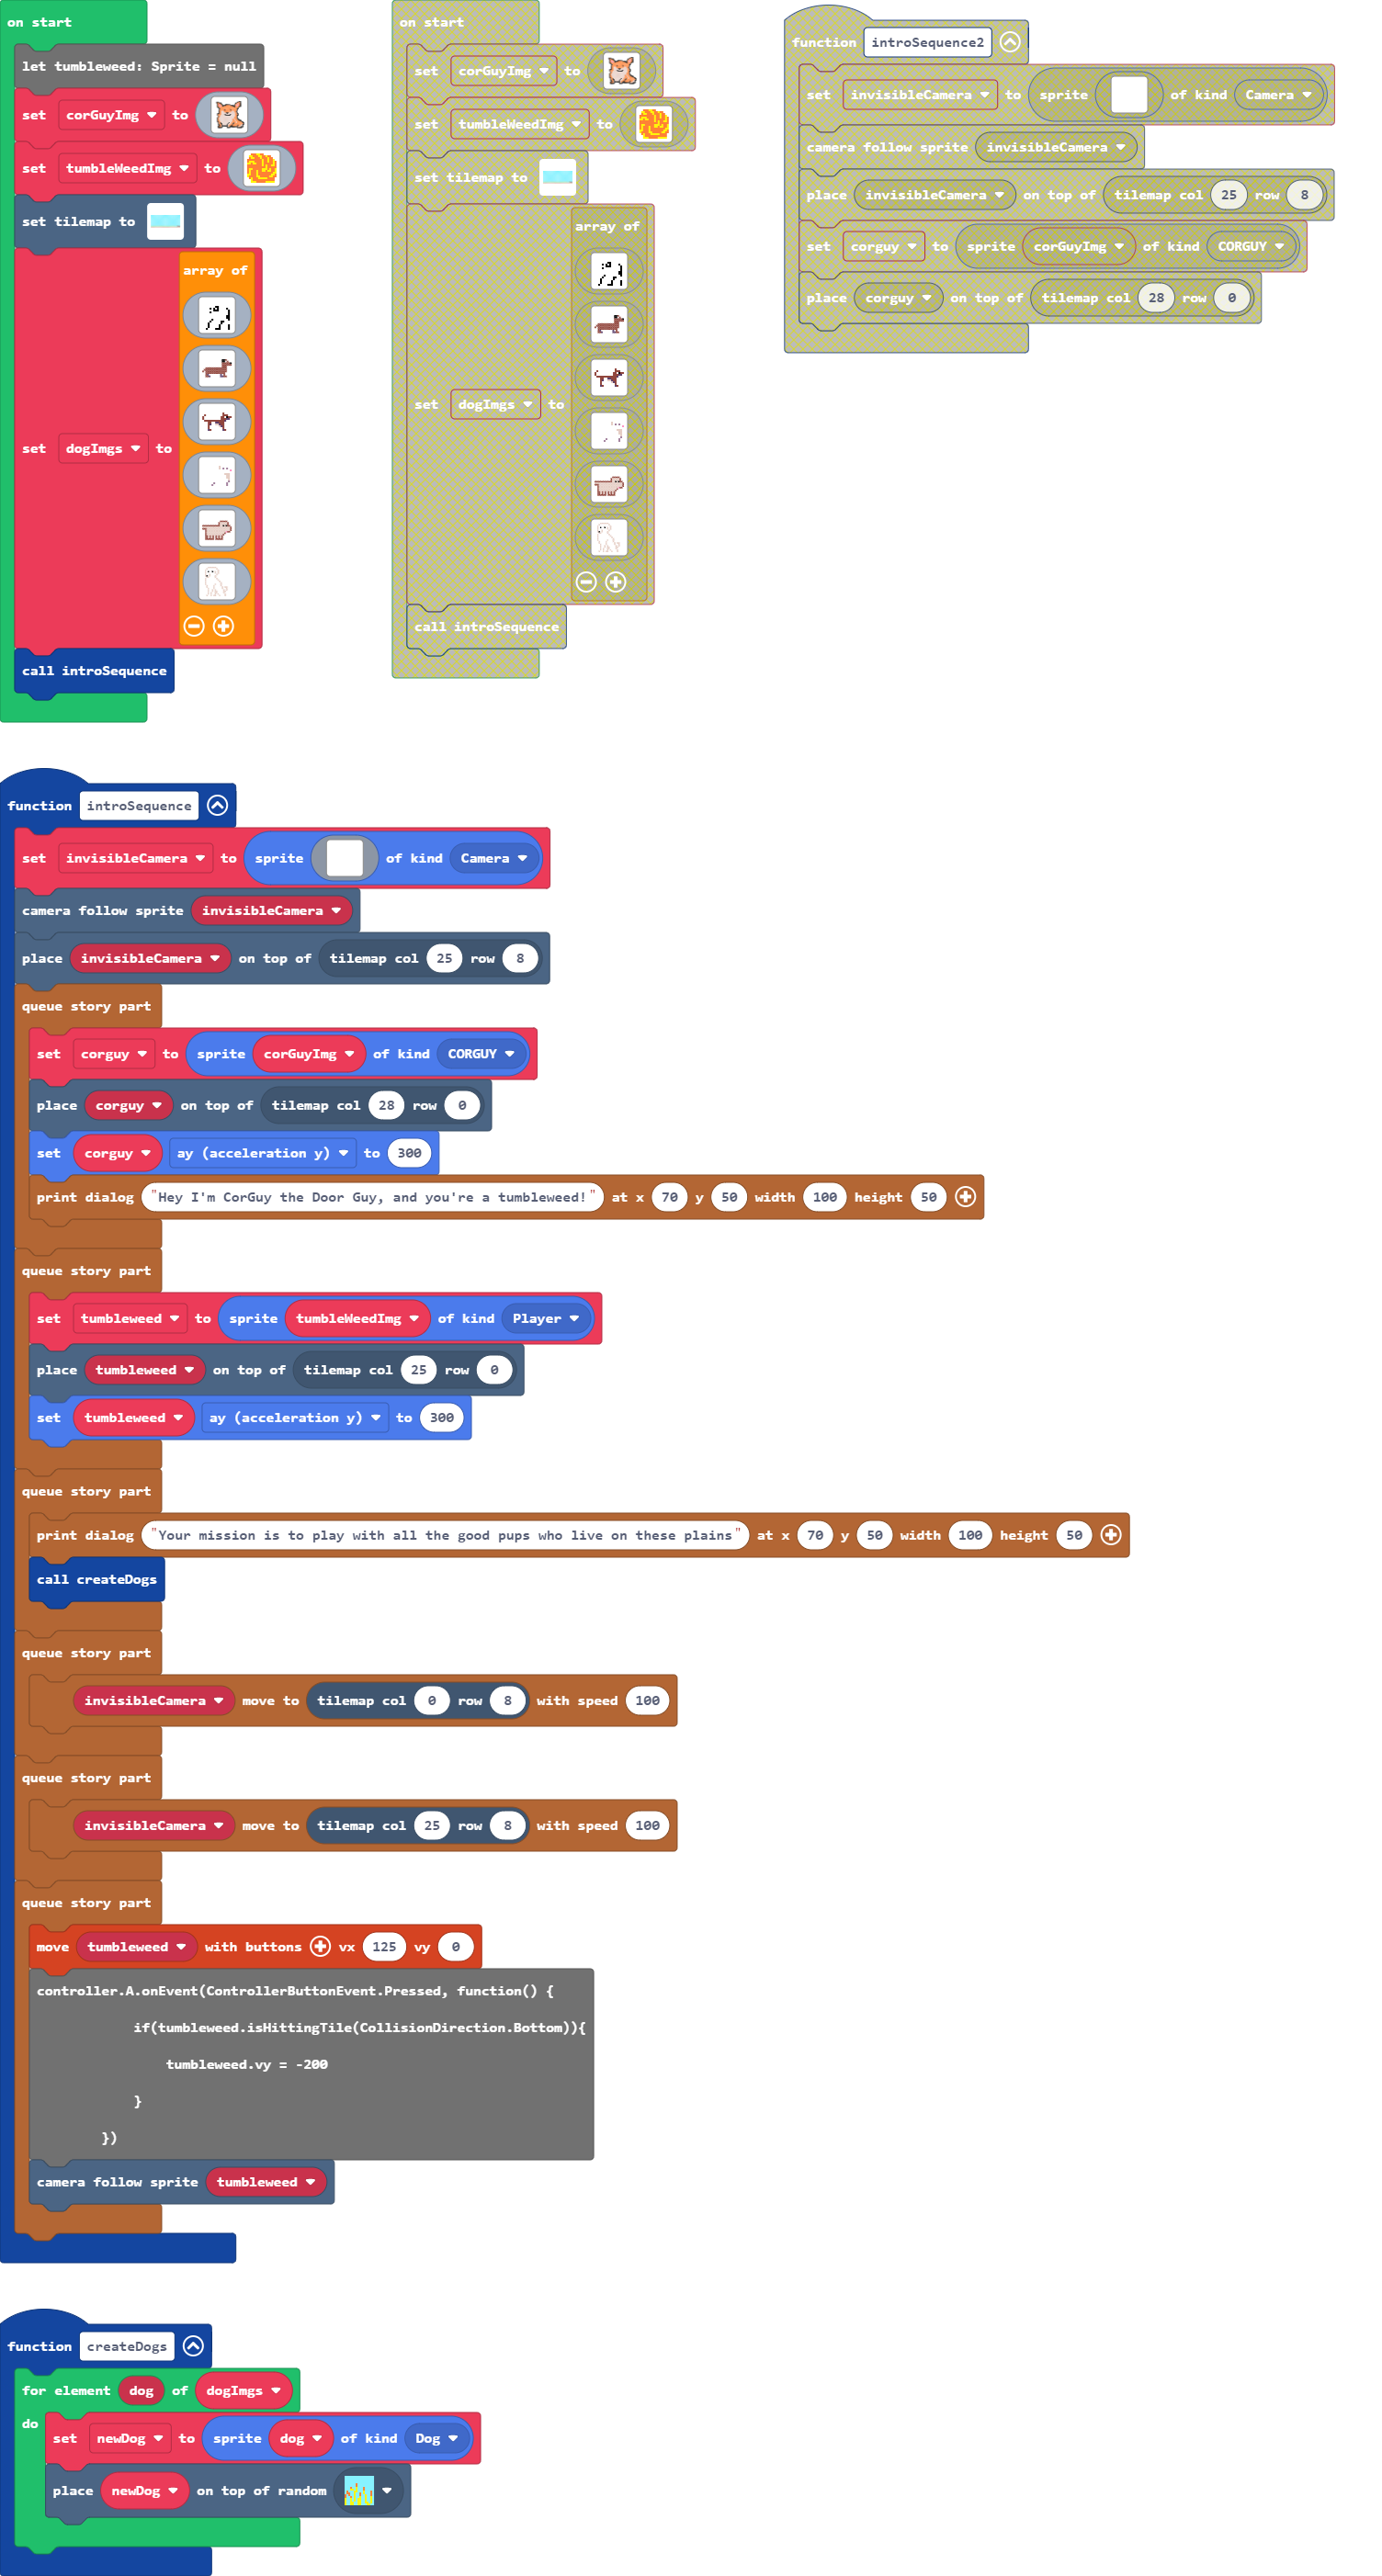 on start
let tumbleweed: Sprite = null
set corGuyImg to
set tumbleWeedImg to
set tilemap to
array of
set dogImgs to
call introSequence
on start
set corGuyImg to
set tumbleWeedImg to
set tilemap to
array of
set dogImgs to
call introSequence
function introSequence2
set invisibleCamera to sprite of kind Camera
camera follow sprite invisibleCamera
place invisibleCamera on top of tilemap col 25 row 8
set corguy to sprite corGuyImg of kind CORGUY
place corguy on top of tilemap col 28 row 0
function introSequence
set invisibleCamera to sprite of kind Camera
camera follow sprite invisibleCamera
place invisibleCamera on top of tilemap col 25 row 8
queue story part
set corguy to sprite corGuyImg of kind CORGUY
place corguy on top of tilemap col 28 row 0
set corguy ay (acceleration y) to 300
print dialog "Hey I'm CorGuy the Door Guy, and you're a tumbleweed!" at x 70 y 50 width 100 height 50
queue story part
set tumbleweed to sprite tumbleWeedImg of kind Player
place tumbleweed on top of tilemap col 25 row 0
set tumbleweed ay (acceleration y) to 300
queue story part
print dialog "Your mission is to play with all the good pups who live on these plains" at x 70 y 50 width 100 height 50
call createDogs
queue story part
invisibleCamera move to tilemap col 0 row 8 with speed 100
queue story part
invisibleCamera move to tilemap col 25 row 8 with speed 100
queue story part
move tumbleweed with buttons vx 125 vy 0
controller.A.onEvent(ControllerButtonEvent.Pressed, function() {
if(tumbleweed.isHittingTile(CollisionDirection.Bottom)){
tumbleweed.vy = -200
}
})
camera follow sprite tumbleweed
function createDogs
for element dog of dogImgs
do
set newDog to sprite dog of kind Dog
place newDog on top of random